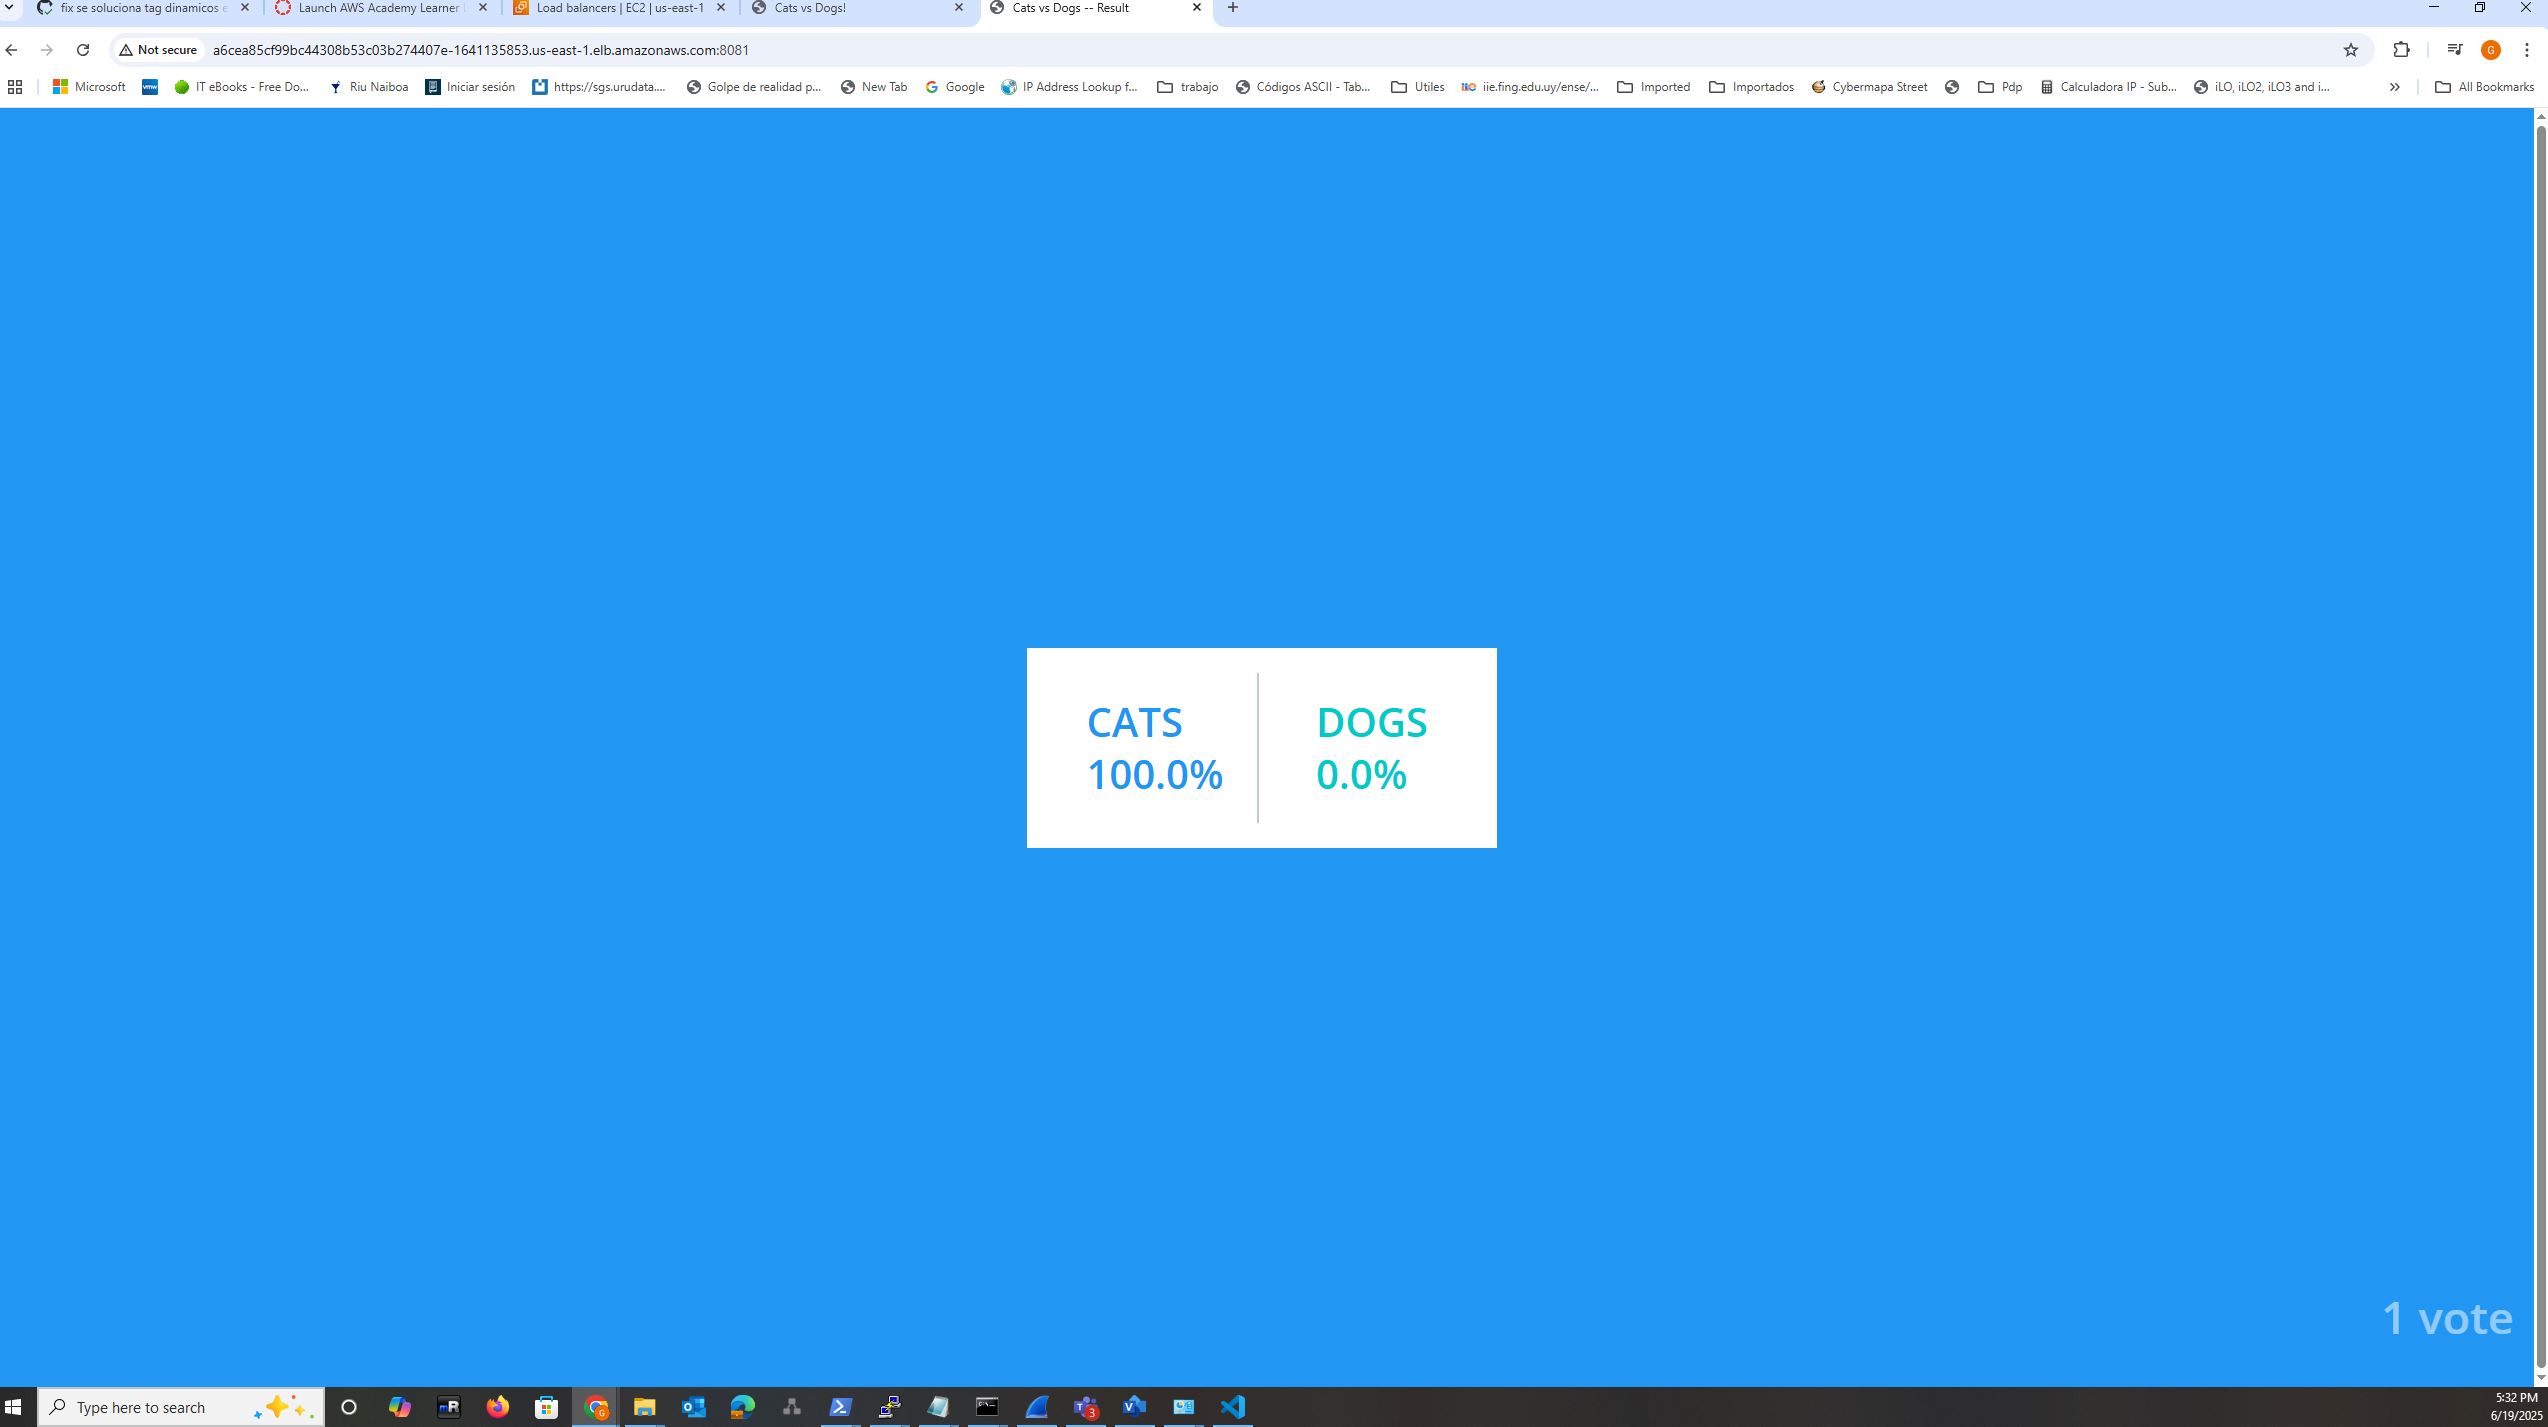 fix se soluciona tag dinamicos e
Launch AWS Academy Learner L
Load balancers | EC2 | us-east-1
Cats vs Dogs!
Cats vs Dogs -- Result
Not secure
a6cea85cf99bc44308b53c03b274407e-1641135853.us-east-1.elb.amazonaws.com:8081
G
Microsoft
vmw
IT eBooks - Free Do...
Riu Naiboa
Iniciar sesión
https://sgs.urudata....
Golpe de realidad p...
New Tab
Google
IP Address Lookup f...
trabajo
Códigos ASCII - Tab...
Utiles
iie.fing.edu.uy/ense/...
Imported
Importados
Cybermapa Street
Pdp
Calculadora IP - Sub...
iLO, iLO2, iLO3 and i...
All Bookmarks
CATS
DOGS
100.0%
0.0%
1 vote
Type here to search
mR
3
5:32 PM
6/19/2025